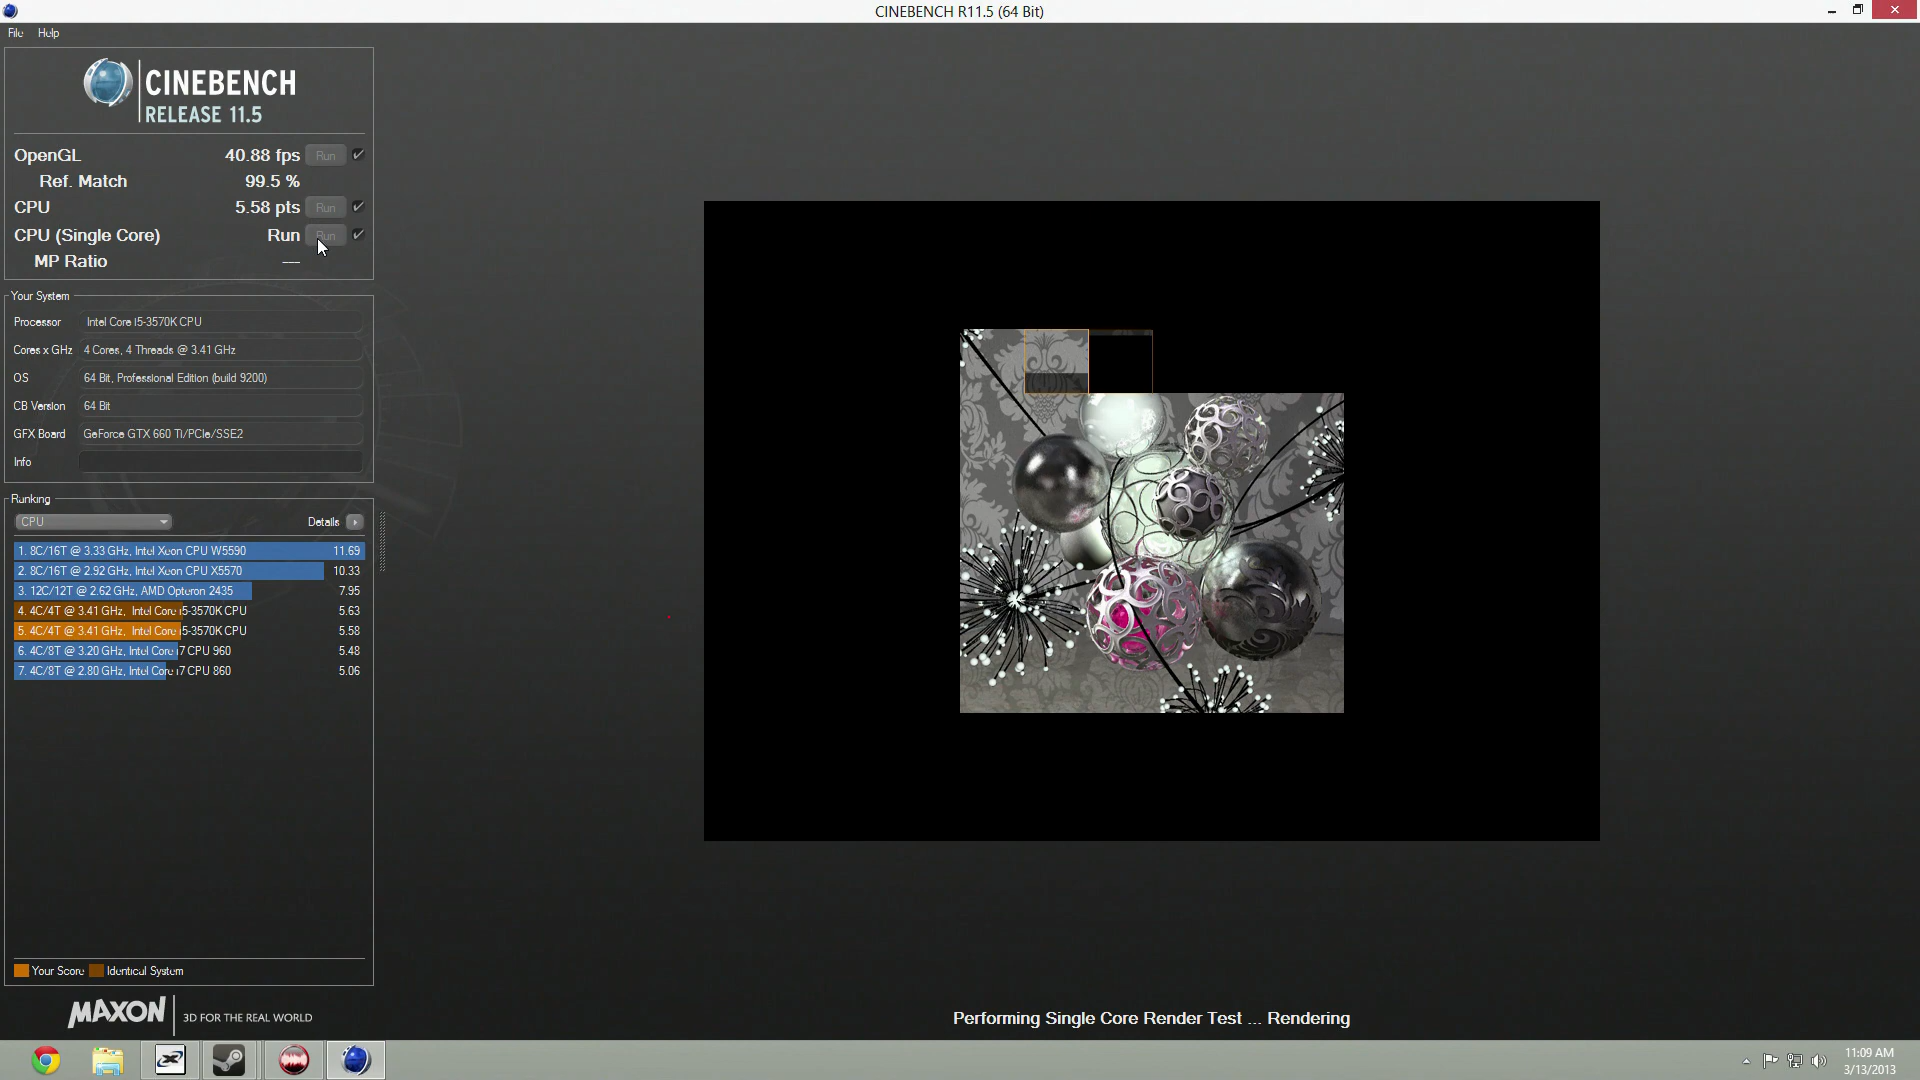 CINEBENCH R11.5 (64 Bit)
File Help
CINEBENCH
RELEASE 11.5
OpenGL 40.88 fps Run
Ref. Match 99.5 %
CPU 5.58 pts Run
CPU (Single Core) Run Run
MP Ratio ---
Your System
Processor Intel Core i5-3570K CPU
Cores x GHz 4 Cores, 4 Threads @ 3.41 GHz
OS 64 Bit, Professional Edition (build 9200)
CB Version 64 Bit
GFX Board GeForce GTX 660 Ti/PCIe/SSE2
Info
Ranking
CPU Details
1. 8C/16T @ 3.33 GHz, Intel Xeon CPU W5590 11.69
2. 8C/16T @ 2.92 GHz, Intel Xeon CPU X5570 10.33
3. 12C/12T @ 2.62 GHz, AMD Opteron 2435 7.95
4. 4C/4T @ 3.41 GHz, Intel Core i5-3570K CPU 5.63
5. 4C/4T @ 3.41 GHz, Intel Core i5-3570K CPU 5.58
6. 4C/8T @ 3.20 GHz, Intel Core i7 CPU 960 5.48
7. 4C/8T @ 2.80 GHz, Intel Core i7 CPU 860 5.06
Your Score Identical System
MAXON 3D FOR THE REAL WORLD
Performing Single Core Render Test ... Rendering
11:09 AM
3/13/2013